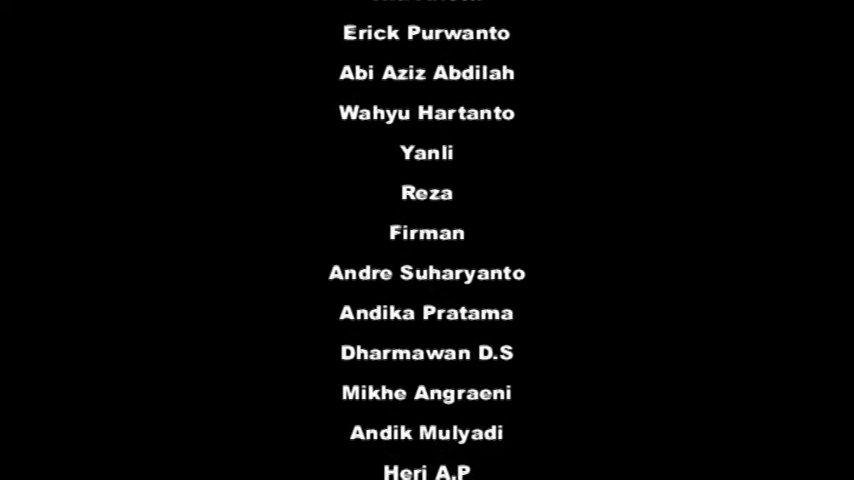 Erick Purwanto
Abi Aziz Abdilah
Wahyu Hartanto
Yanli
Reza
Firman
Andre Suharyanto
Andika Pratama
Dharmawan D.S
Mikhe Angraeni
Andik Mulyadi
Heri A.P